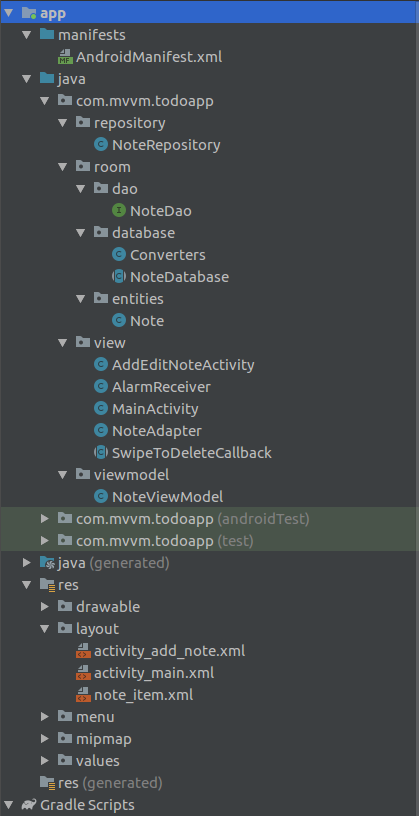 app
manifests
AndroidManifest.xml
java
com.mvvm.todoapp
repository
NoteRepository
room
dao
NoteDao
database
Converters
NoteDatabase
entities
Note
view
AddEditNoteActivity
AlarmReceiver
MainActivity
NoteAdapter
SwipeToDeleteCallback
viewmodel
NoteViewModel
com.mvvm.todoapp (androidTest)
com.mvvm.todoapp (test)
java (generated)
res
drawable
layout
activity_add_note.xml
activity_main.xml
note_item.xml
menu
mipmap
values
res (generated)
Gradle Scripts